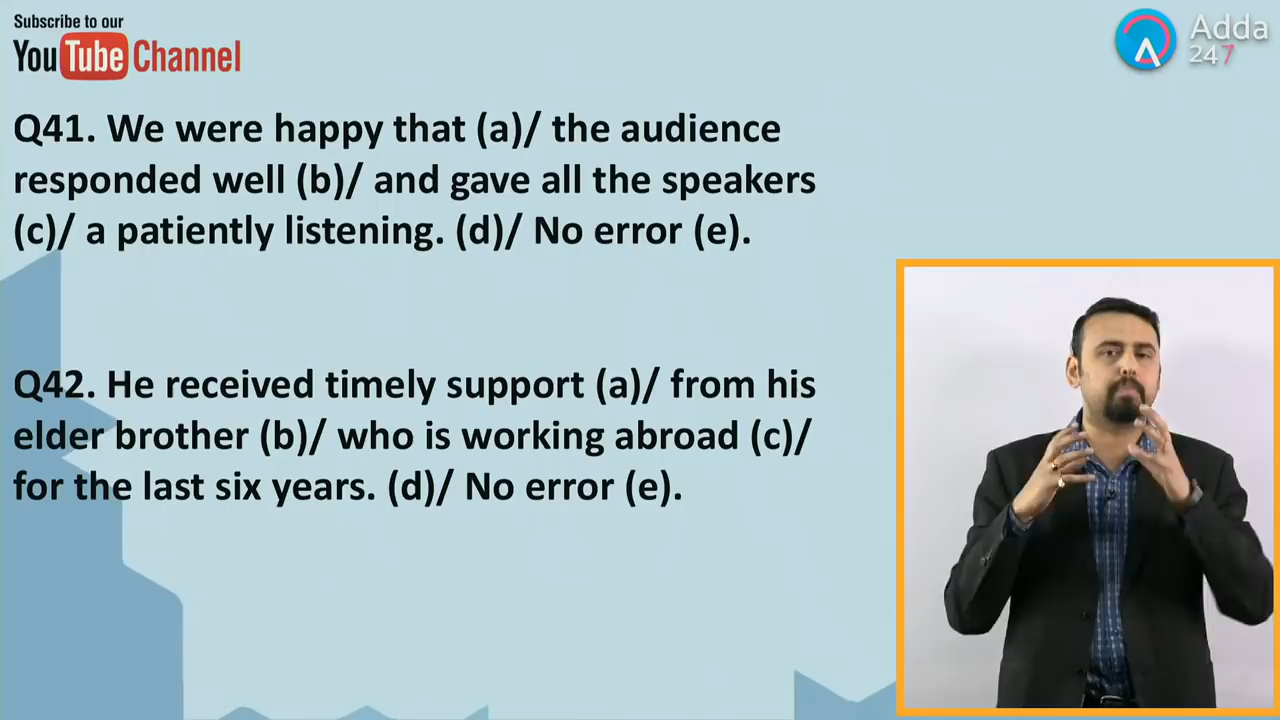 Subscribe to our
YouTube Channel
Adda
247
Q41. We were happy that (a)/ the audience
responded well (b)/ and gave all the speakers
(c)/ a patiently listening. (d)/ No error (e).
Q42. He received timely support (a)/ from his
elder brother (b)/ who is working abroad (c)/
for the last six years. (d)/ No error (e).